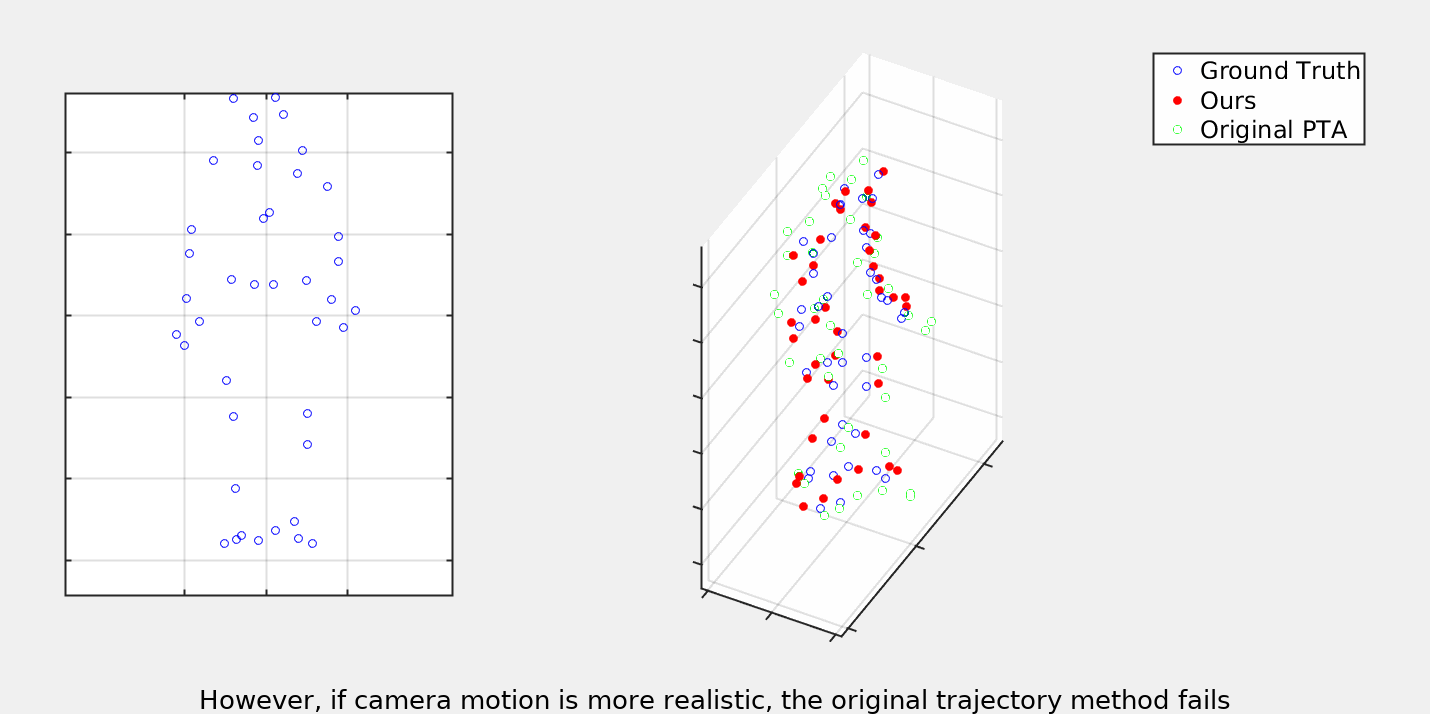 Ground Truth
Ours
Original PTA
However, if camera motion is more realistic, the original trajectory method fails